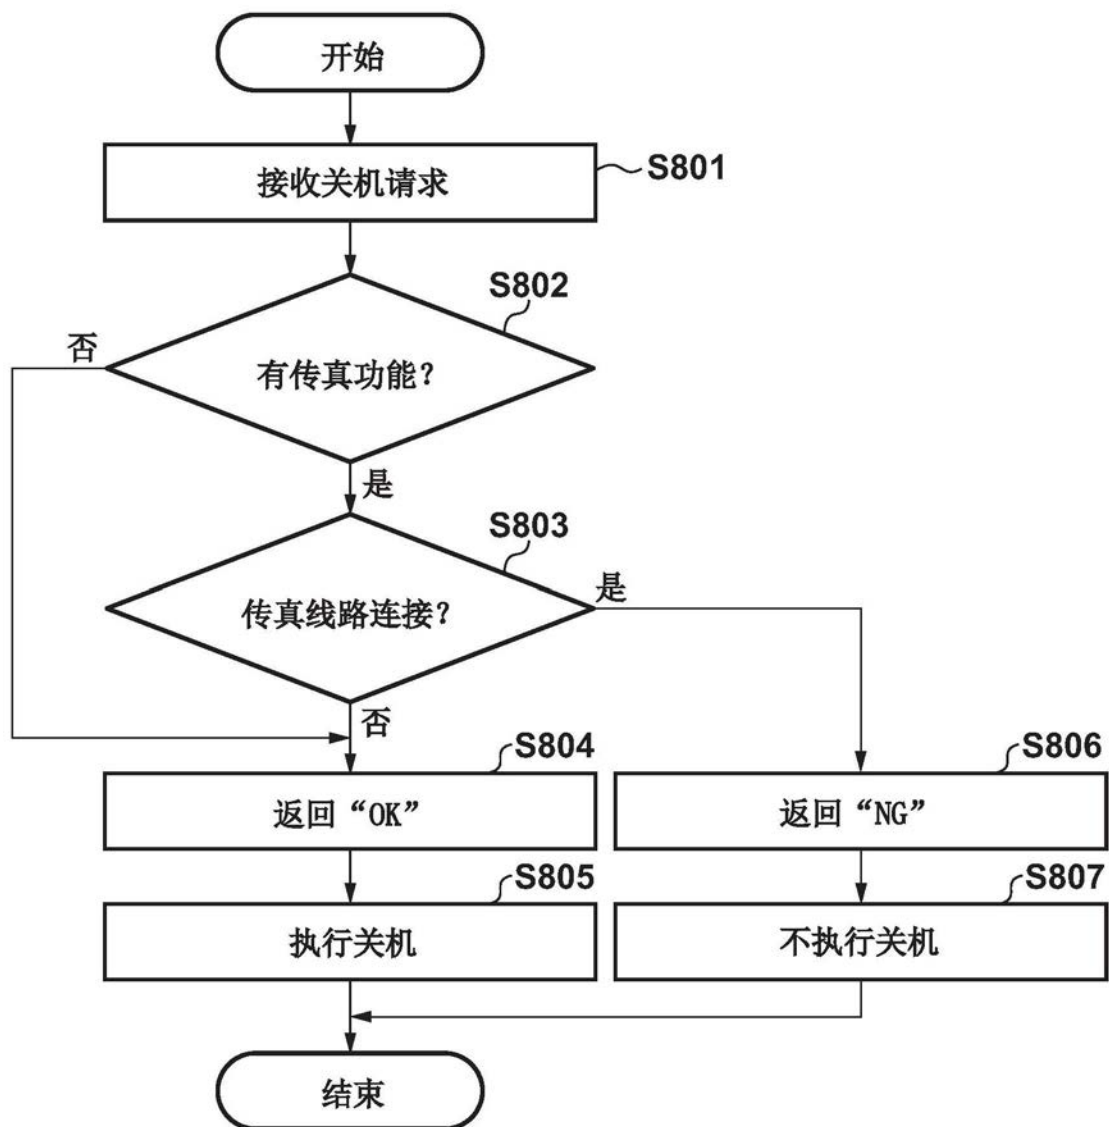 开始
接收关机请求
S801
S802
否
有传真功能?
是
S803
传真线路连接?
是
否
S804
返回“OK”
S806
返回“NG”
S805
执行关机
S807
不执行关机
结束